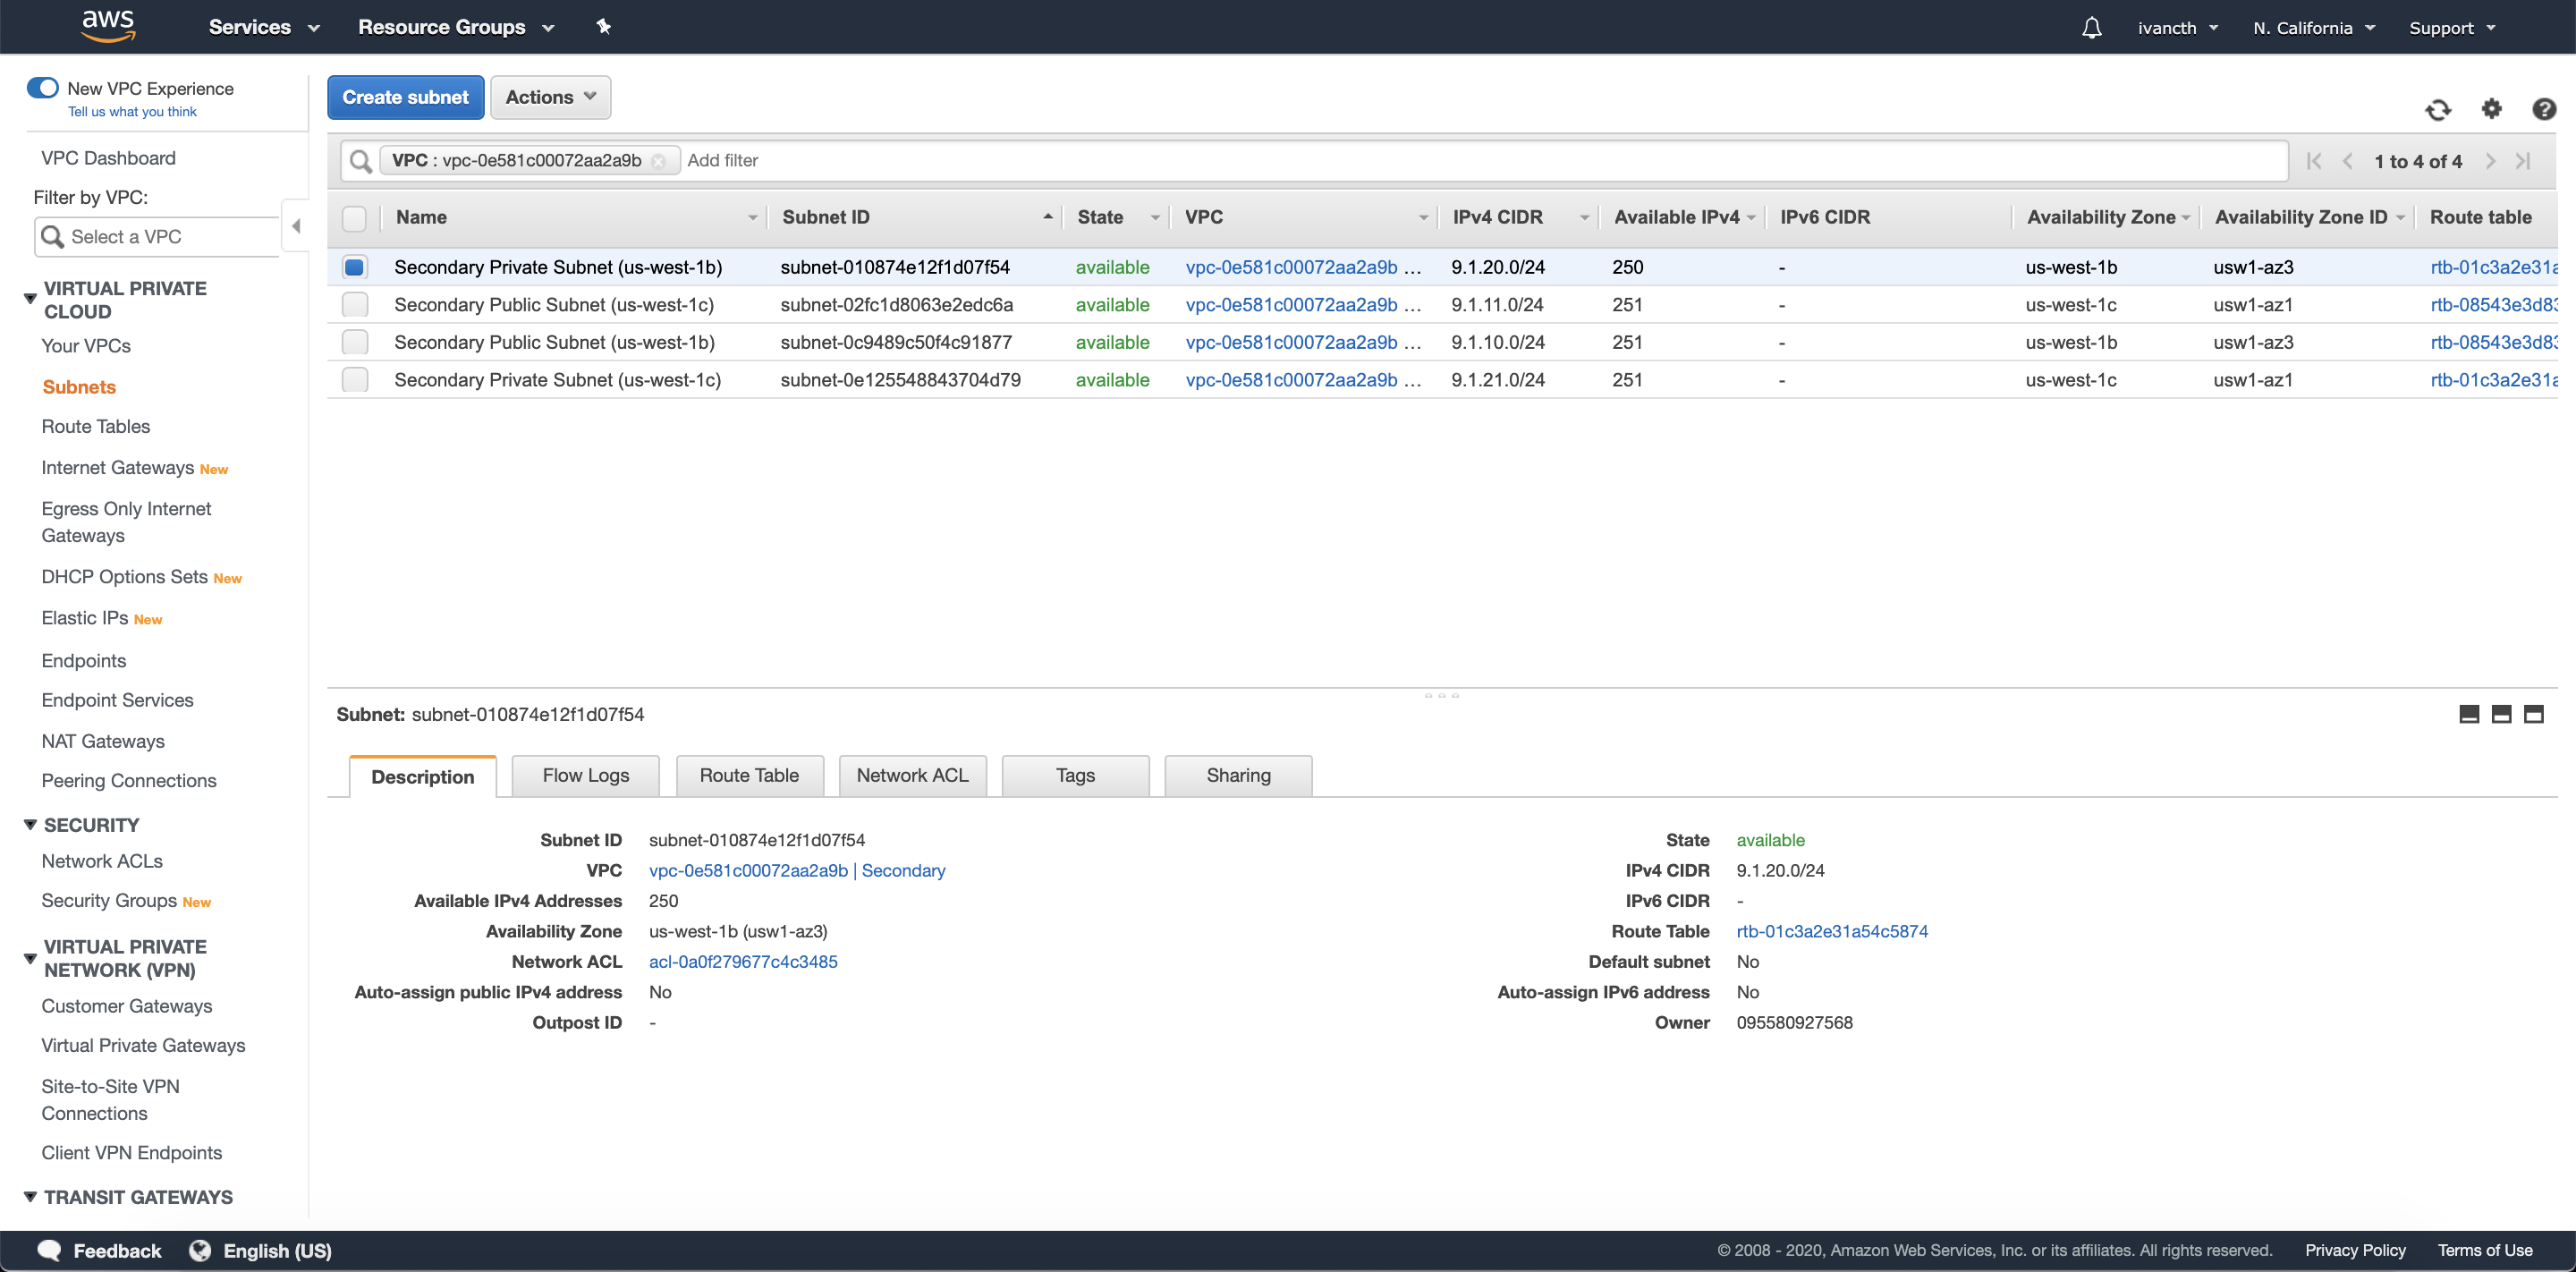 aws Services Resource Groups ivancth N. California Support
New VPC Experience
Tell us what you think
VPC Dashboard
Filter by VPC:
Select a VPC
VIRTUAL PRIVATE
CLOUD
Your VPCs
Subnets
Route Tables
Internet Gateways New
Egress Only Internet
Gateways
DHCP Options Sets New
Elastic IPs New
Endpoints
Endpoint Services
NAT Gateways
Peering Connections
SECURITY
Network ACLs
Security Groups New
VIRTUAL PRIVATE
NETWORK (VPN)
Customer Gateways
Virtual Private Gateways
Site-to-Site VPN
Connections
Client VPN Endpoints
TRANSIT GATEWAYS
Create subnet Actions
VPC : vpc-0e581c00072aa2a9b Add filter 1 to 4 of 4
Name Subnet ID State VPC IPv4 CIDR Available IPv4 IPv6 CIDR Availability Zone Availability Zone ID Route table
Secondary Private Subnet (us-west-1b) subnet-010874e12f1d07f54 available vpc-0e581c00072aa2a9b ... 9.1.20.0/24 250 - us-west-1b usw1-az3 rtb-01c3a2e31a
Secondary Public Subnet (us-west-1c) subnet-02fc1d8063e2edc6a available vpc-0e581c00072aa2a9b ... 9.1.11.0/24 251 - us-west-1c usw1-az1 rtb-08543e3d83
Secondary Public Subnet (us-west-1b) subnet-0c9489c50f4c91877 available vpc-0e581c00072aa2a9b ... 9.1.10.0/24 251 - us-west-1b usw1-az3 rtb-08543e3d83
Secondary Private Subnet (us-west-1c) subnet-0e125548843704d79 available vpc-0e581c00072aa2a9b ... 9.1.21.0/24 251 - us-west-1c usw1-az1 rtb-01c3a2e31a
Subnet: subnet-010874e12f1d07f54
Description Flow Logs Route Table Network ACL Tags Sharing
Subnet ID subnet-010874e12f1d07f54 State available
VPC vpc-0e581c00072aa2a9b | Secondary IPv4 CIDR 9.1.20.0/24
Available IPv4 Addresses 250 IPv6 CIDR -
Availability Zone us-west-1b (usw1-az3) Route Table rtb-01c3a2e31a54c5874
Network ACL acl-0a0f279677c4c3485 Default subnet No
Auto-assign public IPv4 address No Auto-assign IPv6 address No
Outpost ID - Owner 095580927568
Feedback English (US) © 2008 - 2020, Amazon Web Services, Inc. or its affiliates. All rights reserved. Privacy Policy Terms of Use